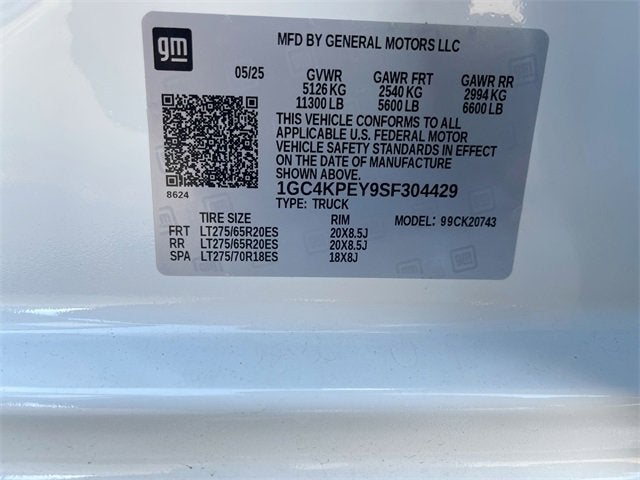 gm
MFD BY GENERAL MOTORS LLC
05/25 GVWR GAWR FRT GAWR RR
5126 KG 2540 KG 2994 KG
11300 LB 5600 LB 6600 LB
THIS VEHICLE CONFORMS TO ALL
APPLICABLE U.S. FEDERAL MOTOR
VEHICLE SAFETY STANDARDS IN EFFECT
ON THE DATE OF MANUFACTURE
SHOWN ABOVE.
8624
1GC4KPEY9SF304429
TYPE: TRUCK
TIRE SIZE RIM MODEL: 99CK20743
FRT LT275/65R20ES 20X8.5J
RR LT275/65R20ES 20X8.5J
SPA LT275/70R18ES 18X8J